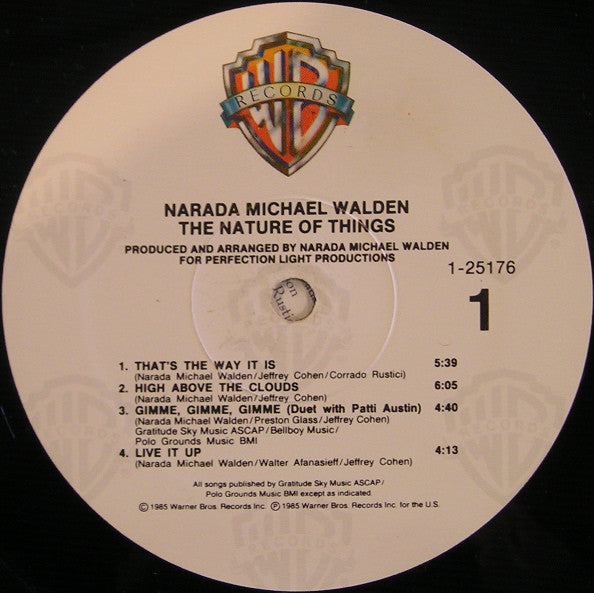 WB
RECORDS
NARADA MICHAEL WALDEN
THE NATURE OF THINGS
PRODUCED AND ARRANGED BY NARADA MICHAEL WALDEN
FOR PERFECTION LIGHT PRODUCTIONS
1-25176
1
on
Rustic
1. THAT'S THE WAY IT IS 5:39
(Narada Michael Walden/Jeffrey Cohen/Corrado Rustici)
2. HIGH ABOVE THE CLOUDS 6:05
(Narada Michael Walden/Jeffrey Cohen)
3. GIMME, GIMME, GIMME (Duet with Patti Austin) 4:40
(Narada Michael Walden/Preston Glass/Jeffrey Cohen)
Gratitude Sky Music ASCAP/Bellboy Music/
Polo Grounds Music BMI
4. LIVE IT UP 4:13
(Narada Michael Walden/Walter Afanasieff/Jeffrey Cohen)
All songs published by Gratitude Sky Music ASCAP/
Polo Grounds Music BMI except as indicated.
©1985 Warner Bros. Records Inc. ℗1985 Warner Bros. Records Inc. for the U.S.